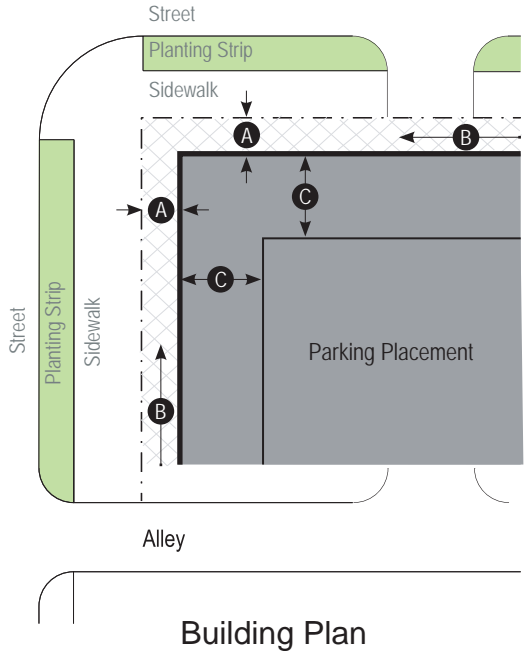 Street
Planting Strip
Sidewalk
A
B
C
A
C
Street
Planting Strip
Sidewalk
Parking Placement
B
Alley
Building Plan